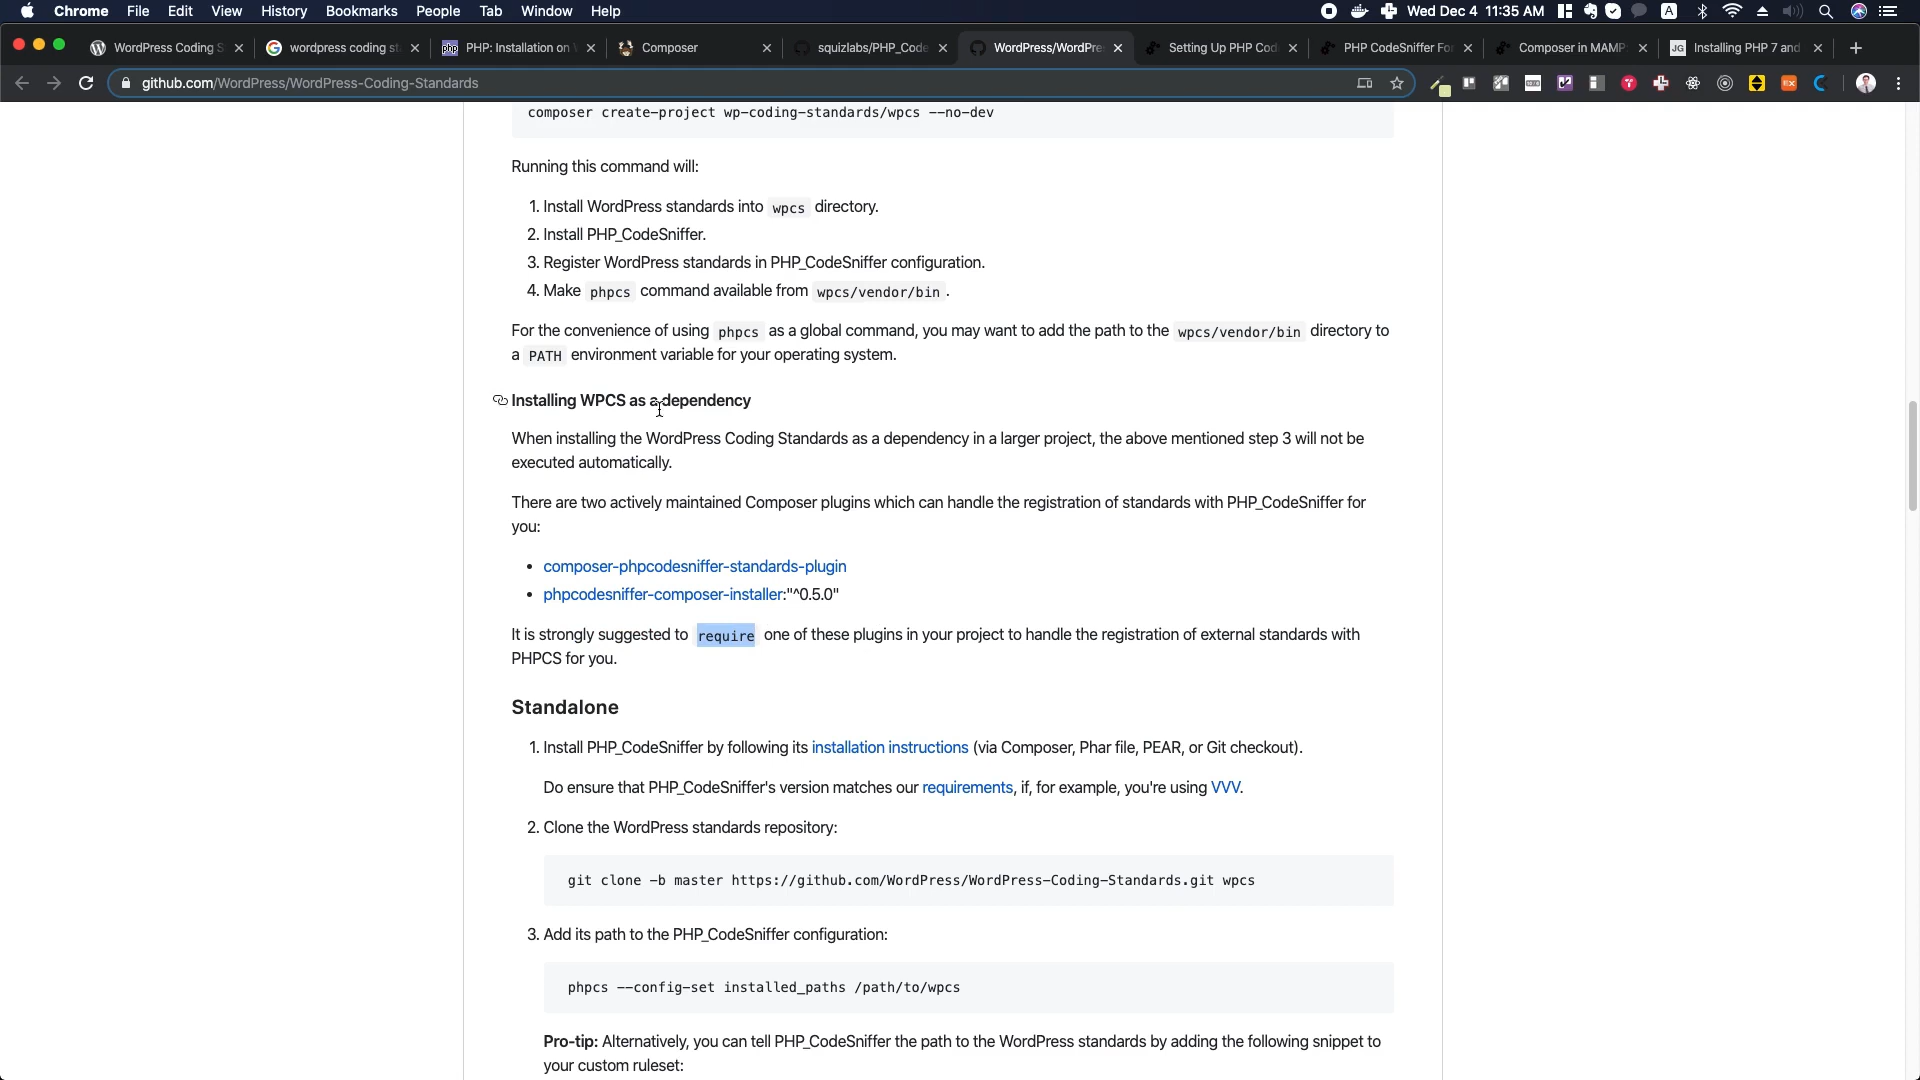 Chrome File Edit View History Bookmarks People Tab Window Help
A
Wed Dec 4 11:35 AM
WordPress Coding S
wordpress coding st
php PHP: Installation on
Composer
squizlabs/PHP_Code
WordPress/WordPre
Setting Up PHP Cod
PHP CodeSniffer For
Composer in MAMP
JG Installing PHP 7 and
github.com/WordPress/WordPress-Coding-Standards
composer create-project wp-coding-standards/wpcs --no-dev
Running this command will:
1. Install WordPress standards into wpcs directory.
2. Install PHP_CodeSniffer.
3. Register WordPress standards in PHP_CodeSniffer configuration.
4. Make phpcs command available from wpcs/vendor/bin .
For the convenience of using phpcs as a global command, you may want to add the path to the wpcs/vendor/bin directory to
a PATH environment variable for your operating system.
Installing WPCS as a dependency
When installing the WordPress Coding Standards as a dependency in a larger project, the above mentioned step 3 will not be
executed automatically.
There are two actively maintained Composer plugins which can handle the registration of standards with PHP_CodeSniffer for
you:
• composer-phpcodesniffer-standards-plugin
• phpcodesniffer-composer-installer:"^0.5.0"
It is strongly suggested to require one of these plugins in your project to handle the registration of external standards with
PHPCS for you.
Standalone
1. Install PHP_CodeSniffer by following its installation instructions (via Composer, Phar file, PEAR, or Git checkout).
Do ensure that PHP_CodeSniffer's version matches our requirements, if, for example, you're using VVV.
2. Clone the WordPress standards repository:
git clone -b master https://github.com/WordPress/WordPress-Coding-Standards.git wpcs
3. Add its path to the PHP_CodeSniffer configuration:
phpcs --config-set installed_paths /path/to/wpcs
Pro-tip: Alternatively, you can tell PHP_CodeSniffer the path to the WordPress standards by adding the following snippet to
your custom ruleset: